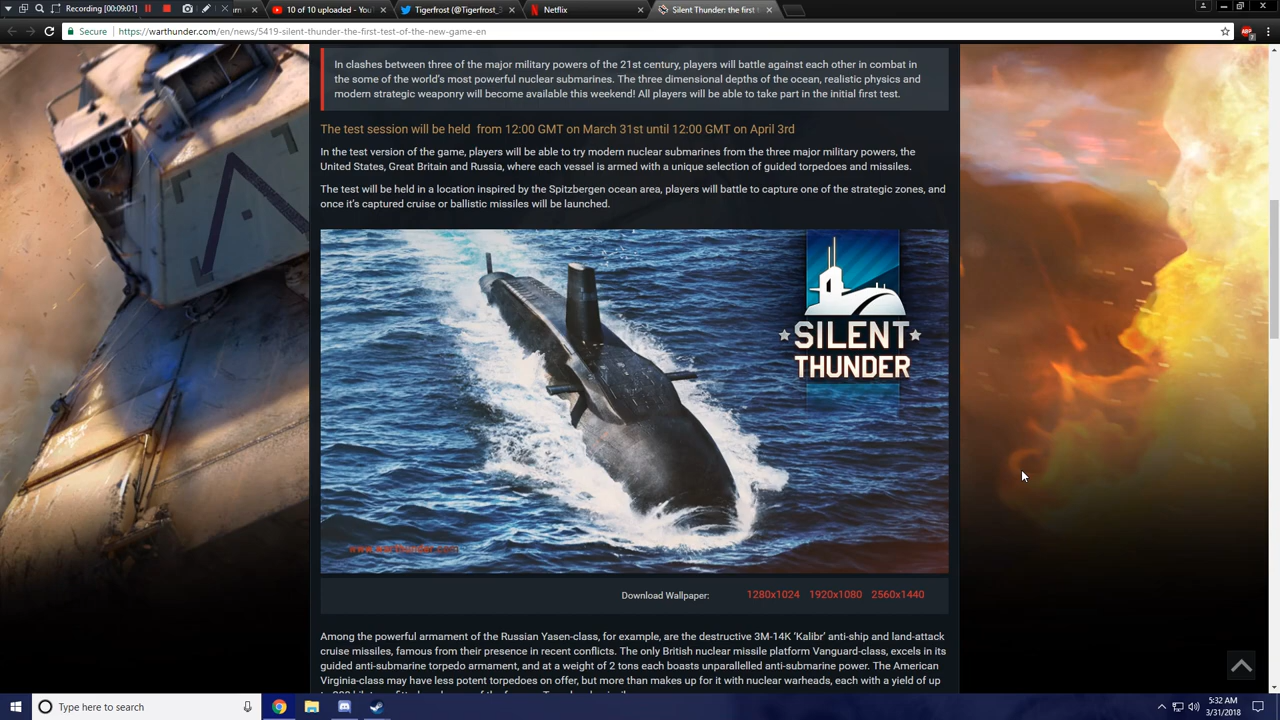 Recording [00:09:01]
10 of 10 uploaded - You
Tigerfrost (@Tigerfrost_
Netflix
Silent Thunder: the first
Secure
https://warthunder.com/en/news/5419-silent-thunder-the-first-test-of-the-new-game-en
In clashes between three of the major military powers of the 21st century, players will battle against each other in combat in
the some of the world's most powerful nuclear submarines. The three dimensional depths of the ocean, realistic physics and
modern strategic weaponry will become available this weekend! All players will be able to take part in the initial first test.
The test session will be held from 12:00 GMT on March 31st until 12:00 GMT on April 3rd
In the test version of the game, players will be able to try modern nuclear submarines from the three major military powers, the
United States, Great Britain and Russia, where each vessel is armed with a unique selection of guided torpedoes and missiles.
The test will be held in a location inspired by the Spitzbergen ocean area, players will battle to capture one of the strategic zones, and
once it's captured cruise or ballistic missiles will be launched.
SILENT
THUNDER
www.warthunder.com
Download Wallpaper: 1280x1024 1920x1080 2560x1440
Among the powerful armament of the Russian Yasen-class, for example, are the destructive 3M-14K 'Kalibr' anti-ship and land-attack
cruise missiles, famous from their presence in recent conflicts. The only British nuclear missile platform Vanguard-class, excels in its
guided anti-submarine torpedo armament, and at a weight of 2 tons each boasts unparallelled anti-submarine power. The American
Virginia-class may have less potent torpedoes on offer, but more than makes up for it with nuclear warheads, each with a yield of up
Type here to search
5:32 AM
3/31/2018